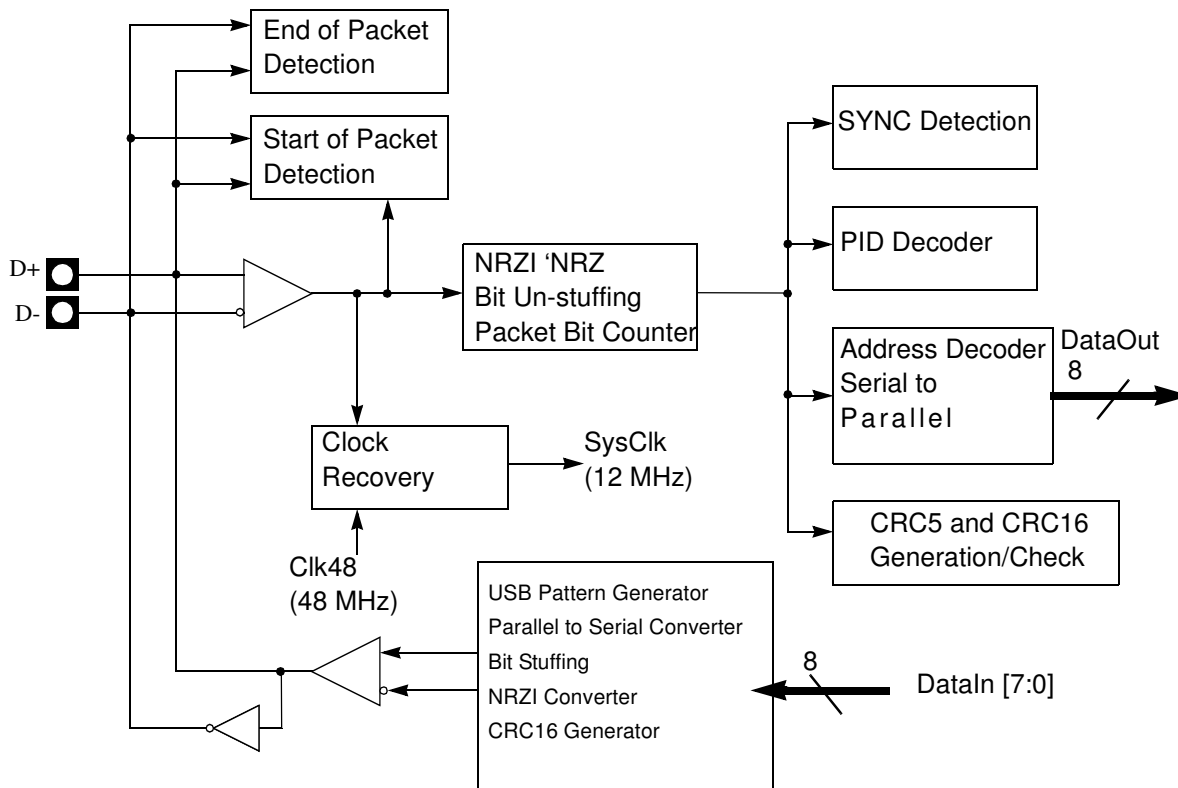 End of Packet
Detection
Start of Packet
Detection
SYNC Detection
PID Decoder
D+
D-
NRZI ‘NRZ
Bit Un-stuffing
Packet Bit Counter
Address Decoder
Serial to
Parallel
DataOut
8
Clock
Recovery
SysClk
(12 MHz)
CRC5 and CRC16
Generation/Check
Clk48
(48 MHz)
USB Pattern Generator
Parallel to Serial Converter
Bit Stuffing
NRZI Converter
CRC16 Generator
8
DataIn [7:0]